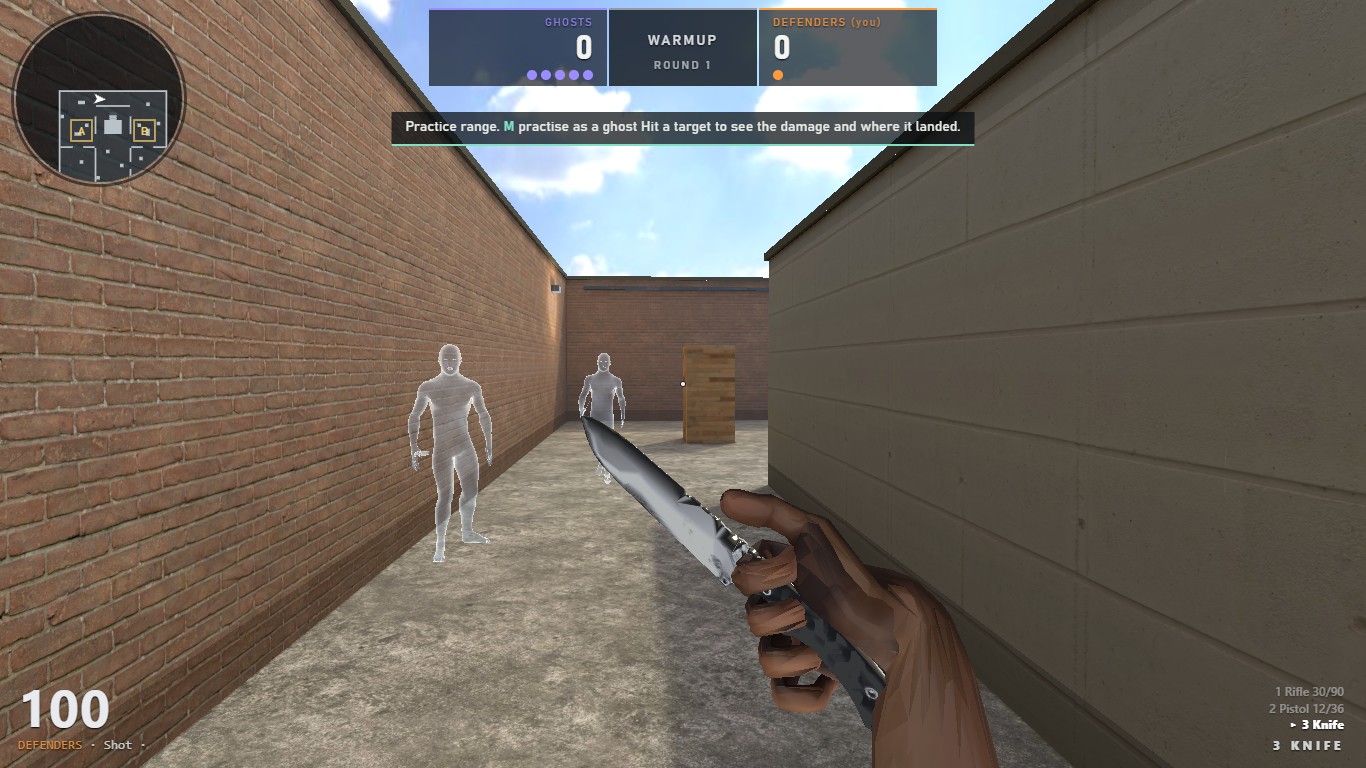 GHOSTS
0
WARMUP
ROUND 1
DEFENDERS (you)
0
Practice range. M practise as a ghost Hit a target to see the damage and where it landed.
A
B
100
DEFENDERS · Shot ·
1 Rifle 30/90
2 Pistol 12/36
▸ 3 Knife
3 KNIFE